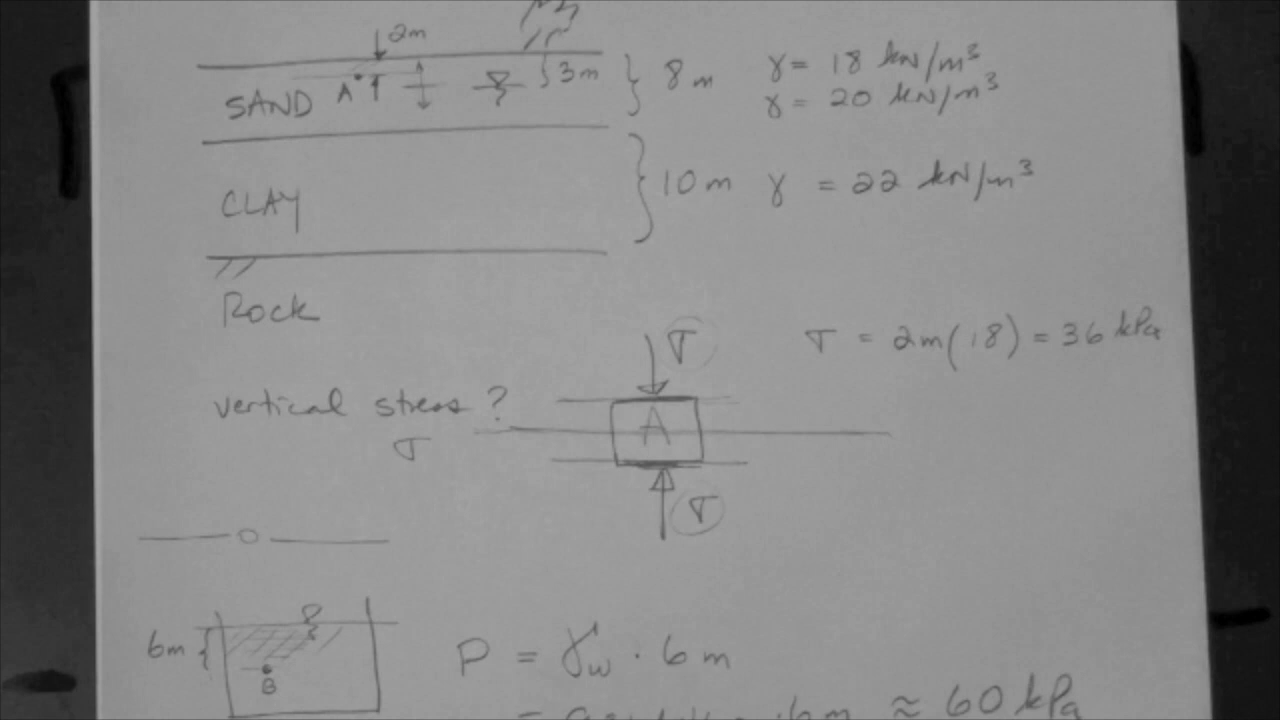 2m
3m
8m
γ = 18 kN/m³
SAND
A
γ = 20 kN/m³
CLAY
10m γ = 22 kN/m³
Rock
σ
σ = 2m(18) = 36 kPa
vertical stress ?
A
σ
σ
6m
B
P = γw · 6m
= · 6m ≈ 60 kPa